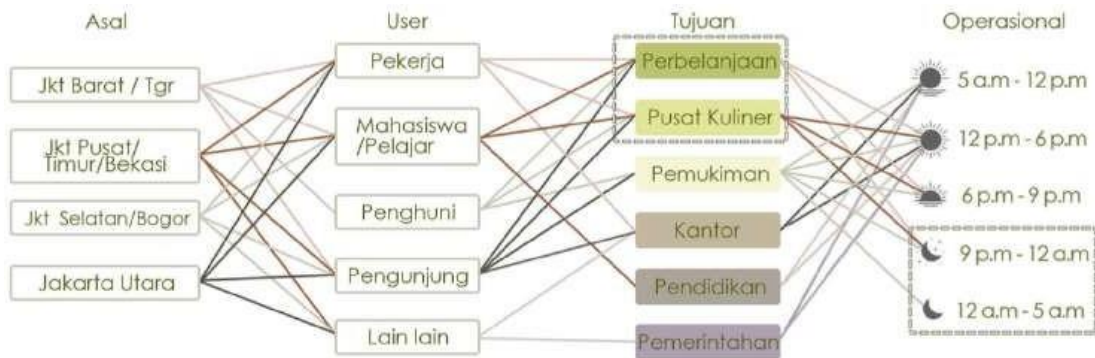 Asal
User
Tujuan
Operasional
Jkt Barat / Tgr
Jkt Pusat/
Timur/Bekasi
Jkt Selatan/Bogor
Jakarta Utara
Pekerja
Mahasiswa
/Pelajar
Penghuni
Pengunjung
Lain lain
Perbelanjaan
Pusat Kuliner
Pemukiman
Kantor
Pendidikan
Pemerintahan
5 a.m - 12 p.m
12 p.m - 6 p.m
6 p.m - 9 p.m
9 p.m - 12 a.m
12 a.m - 5 a.m